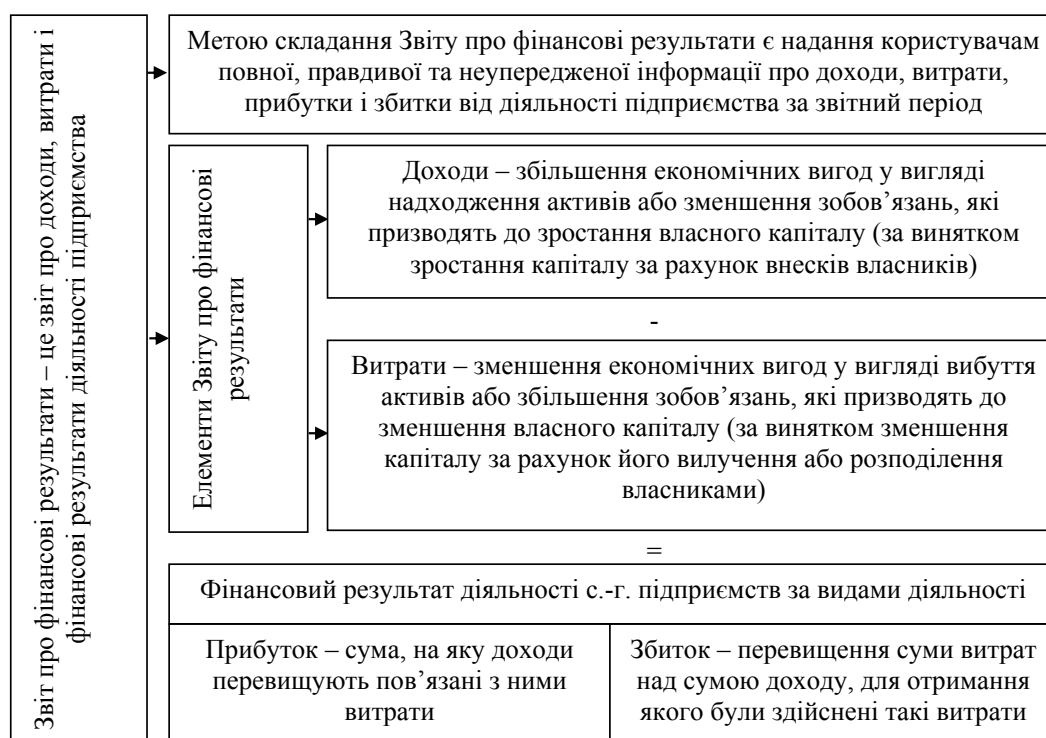 Звіт про фінансові результати – це звіт про доходи, витрати і
фінансові результати діяльності підприємства
Метою складання Звіту про фінансові результати є надання користувачам
повної, правдивої та неупередженої інформації про доходи, витрати,
прибутки і збитки від діяльності підприємства за звітний період
Елементи Звіту про фінансові
результати
Доходи – збільшення економічних вигод у вигляді
надходження активів або зменшення зобов’язань, які
призводять до зростання власного капіталу (за винятком
зростання капіталу за рахунок внесків власників)
-
Витрати – зменшення економічних вигод у вигляді вибуття
активів або збільшення зобов’язань, які призводять до
зменшення власного капіталу (за винятком зменшення
капіталу за рахунок його вилучення або розподілення
власниками)
=
Фінансовий результат діяльності с.-г. підприємств за видами діяльності
Прибуток – сума, на яку доходи
перевищують пов’язані з ними
витрати
Збиток – перевищення суми витрат
над сумою доходу, для отримання
якого були здійснені такі витрати